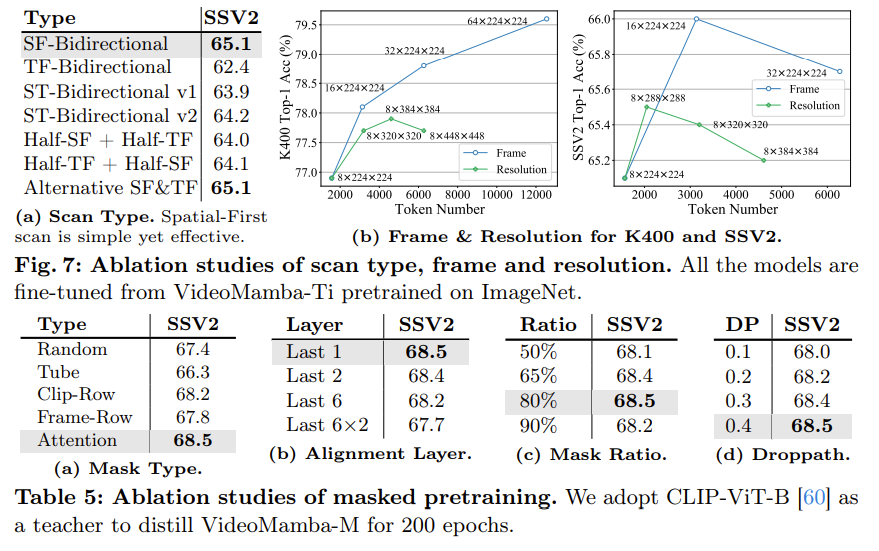 Type SSV2
SF-Bidirectional 65.1
TF-Bidirectional 62.4
ST-Bidirectional v1 63.9
ST-Bidirectional v2 64.2
Half-SF + Half-TF 64.0
Half-TF + Half-SF 64.1
Alternative SF&TF 65.1
(a) Scan Type. Spatial-First
scan is simple yet effective.
K400 Top-1 Acc (%)
79.5
79.0
78.5
78.0
77.5
77.0
64×224×224
32×224×224
16×224×224
8×384×384
8×320×320
8×448×448
8×224×224
Frame
Resolution
2000 4000 6000 8000 10000 12000
Token Number
SSV2 Top-1 Acc (%)
66.0
65.8
65.6
65.4
65.2
16×224×224
32×224×224
8×288×288
8×320×320
8×384×384
8×224×224
Frame
Resolution
2000 3000 4000 5000 6000
Token Number
(b) Frame & Resolution for K400 and SSV2.
Fig. 7: Ablation studies of scan type, frame and resolution. All the models are
fine-tuned from VideoMamba-Ti pretrained on ImageNet.
Type SSV2
Random 67.4
Tube 66.3
Clip-Row 68.2
Frame-Row 67.8
Attention 68.5
(a) Mask Type.
Layer SSV2
Last 1 68.5
Last 2 68.4
Last 6 68.2
Last 6×2 67.7
(b) Alignment Layer.
Ratio SSV2
50% 68.1
65% 68.4
80% 68.5
90% 68.2
(c) Mask Ratio.
DP SSV2
0.1 68.0
0.2 68.2
0.3 68.4
0.4 68.5
(d) Droppath.
Table 5: Ablation studies of masked pretraining. We adopt CLIP-ViT-B [60] as
a teacher to distill VideoMamba-M for 200 epochs.